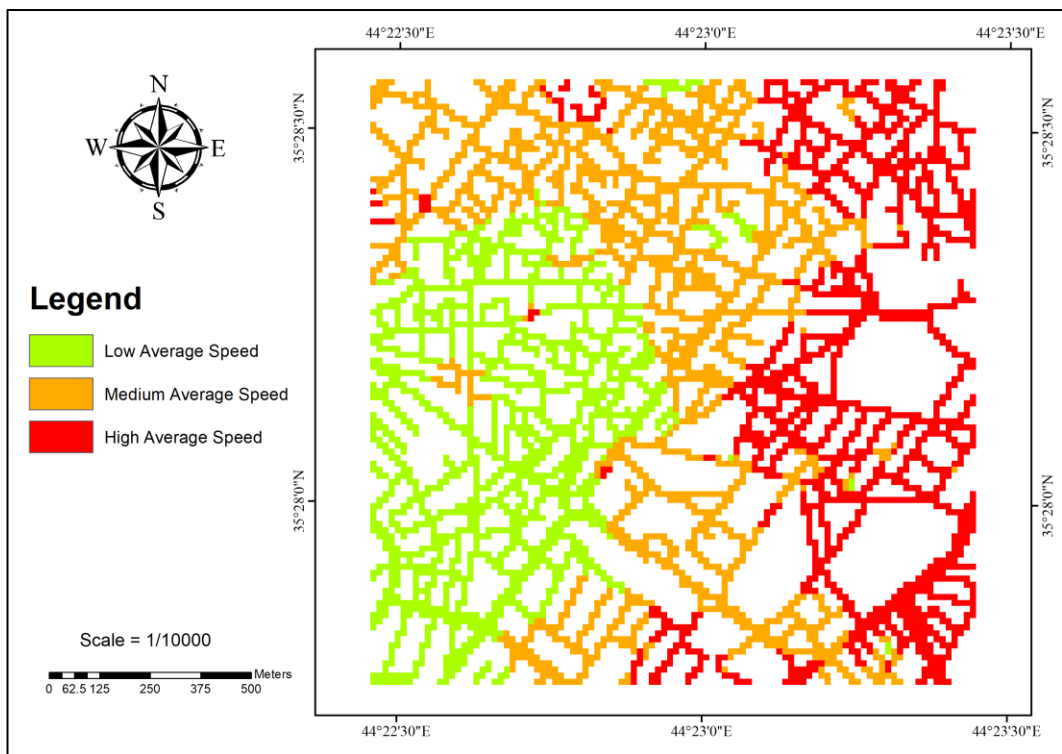 44°22'30"E 44°23'0"E 44°23'30"E
N
W E
S
35°28'30"N 35°28'30"N
Legend
Low Average Speed
Medium Average Speed
High Average Speed
35°28'0"N 35°28'0"N
Scale = 1/10000
Meters
0 62.5 125 250 375 500
44°22'30"E 44°23'0"E 44°23'30"E